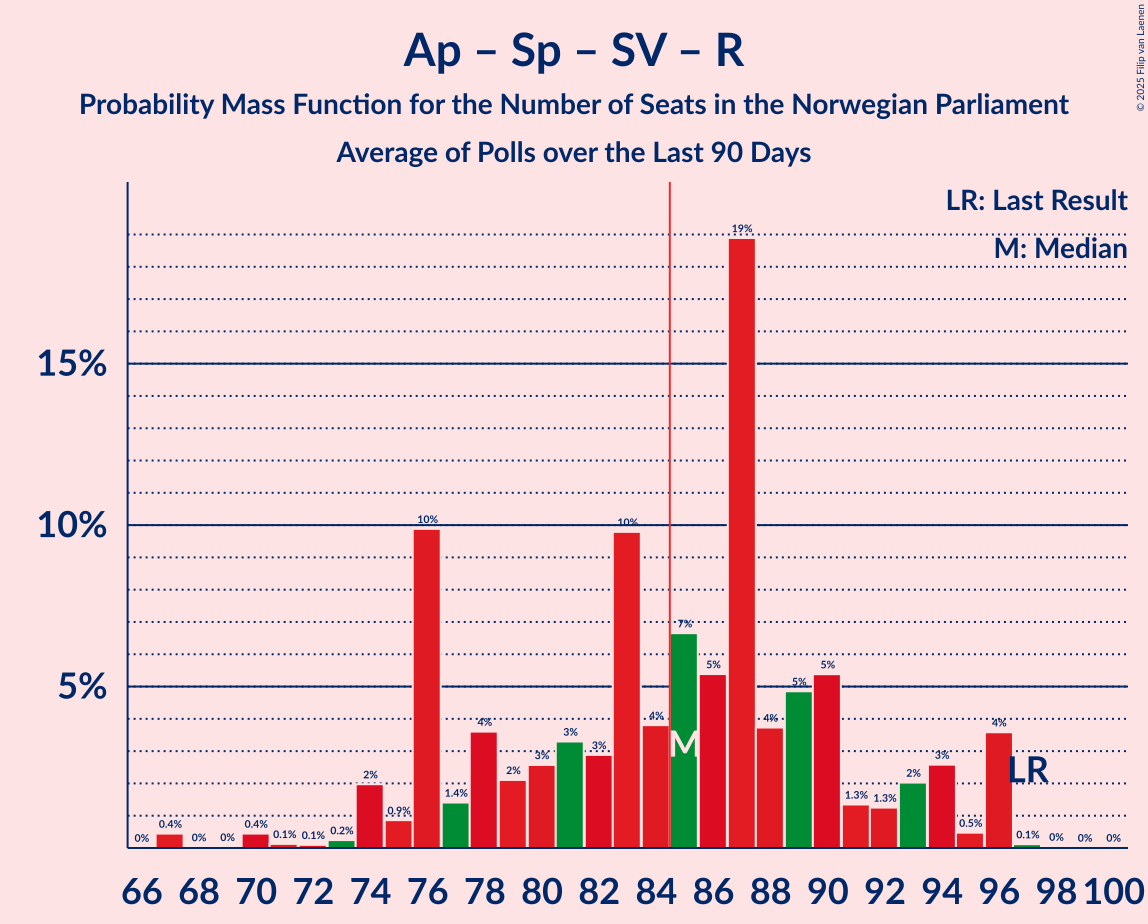 Ap – Sp – SV – R
Probability Mass Function for the Number of Seats in the Norwegian Parliament
Average of Polls over the Last 90 Days
© 2025 Filip van Laenen
LR: Last Result
M: Median
15%
10%
5%
0% 0.4% 0% 0% 0.4% 0.1% 0.1% 0.2% 2% 0.9% 10% 1.4% 4% 2% 3% 3% 3% 10% 4% 7% 5% 19% 4% 5% 5% 1.3% 1.3% 2% 3% 0.5% 4% 0.1% 0% 0% 0%
M
LR
66 68 70 72 74 76 78 80 82 84 86 88 90 92 94 96 98 100